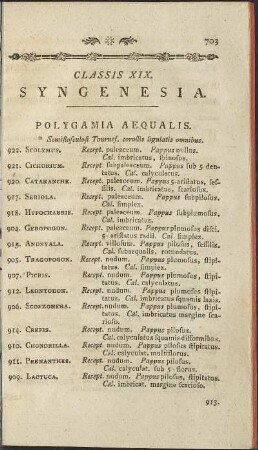 703
CLASSIS XIX.
SYNGENESIA.
POLYGAMIA AEQUALIS.
* Semiflosculosi Tournef. corollis ligulatis omnibus.
922. SCOLYMUS. Recept. paleaceum. Pappus nullus.
Cal. imbricatus, spinosus.
921. CICHORIUM. Recept. subpaleaceum. Pappus sub 5-den-
tatus. Cal. calyculatus.
920. CATANANCHE. Recept. paleaceum. Pappus 5-aristatus, ses-
silis. Cal. imbricatus, scariosus.
917. SERIOLA. Recept. paleaceum. Pappus subpilosus.
Cal. simplex.
918. HYPOCHAERIS. Recept. paleaceum. Pappus subplumosus.
Cal. imbricatus.
904. GEROPOGON. Recept. paleaceum. Pappus plumosus disci,
5-aristatus radii. Cal. simplex.
915. ANDRYALA. Recept. villosum. Pappus pilosus, sessilis.
Cal. subaequalis, rotundatus.
905. TRAGOPOGON. Recept. nudum. Pappus plumosus, stipi-
tatus. Cal. simplex.
907. PICRIS. Recept. nudum. Pappus plumosus, stipi-
tatus. Cal. calyculatus.
912. LEONTODON. Recept. nudum. Pappus plumosus, stipi-
tatus. Cal. imbricatus squamis laxis.
906. SCORZONERA. Recept. nudum. Pappus plumosus, stipi-
tatus. Cal. imbricatus margine sca-
rioso.
914. CREPIS. Recept. nudum. Pappus pilosus.
Cal. calyculatus squamis difformibus.
910. CHONDRILLA. Recept. nudum. Pappus pilosus stipitatus.
Cal. calyculat. multiflorus.
911. PRENANTHES. Recept. nudum. Pappus pilosus.
Cal. calyculat. sub 5-florus.
909. LACTUCA. Recept. nudum. Pappus pilosus, stipitatus.
Cal. imbricat. margine scarioso.
913.